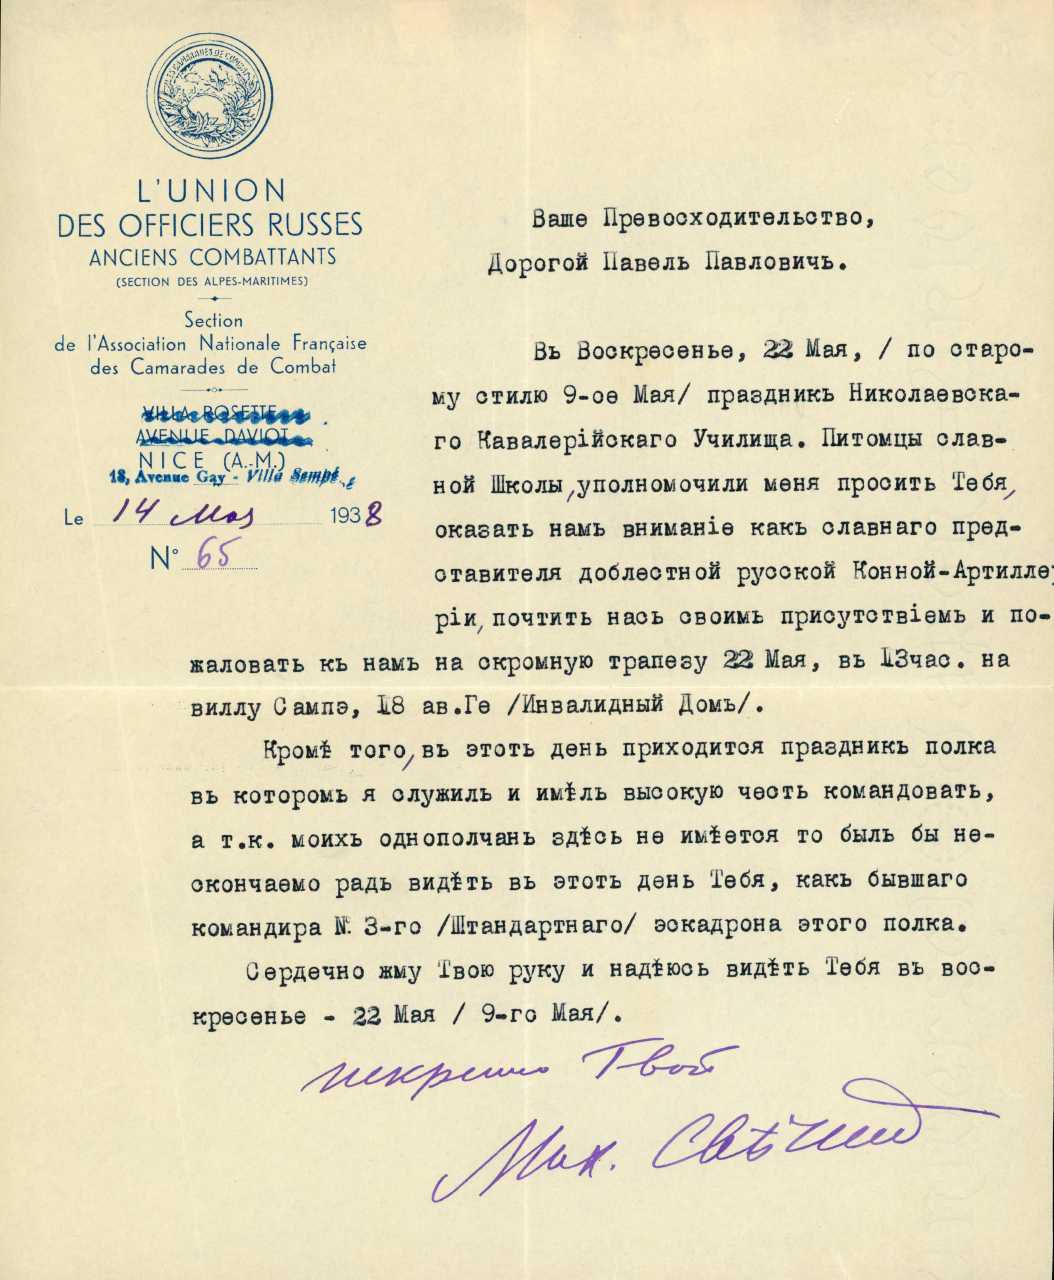 L'UNION
DES OFFICIERS RUSSES
ANCIENS COMBATTANTS
(SECTION DES ALPES-MARITIMES)
Section
de l'Association Nationale Française
des Camarades de Combat
VILLA ROSETTE
AVENUE DAVIOT
NICE (A.-M.)
18, Avenue Gay - Villa Sempé
Le 14 мая 1938
N° 65
Ваше Превосходительство,
Дорогой Павелъ Павловичъ.
Въ Воскресенье, 22 Мая, / по старо-
му стилю 9-ое Мая/ праздникъ Николаевска-
го Кавалерійскаго Училища. Питомцы слав-
ной Школы, уполномочили меня просить Тебя,
оказать намъ вниманіе какъ славнаго пред-
ставителя доблестной русской Конной-Артилле-
ріи, почтить насъ своимъ присутствіемъ и по-
жаловать къ намъ на скромную трапезу 22 Мая, въ 13час. на
виллу Сампэ, 18 ав.Ге /Инвалидный Домъ/.
Кромѣ того, въ этотъ день приходится праздникъ полка
въ которомъ я служилъ и имѣлъ высокую честь командовать,
а т.к. моихъ однополчанъ здѣсь не имѣется то былъ бы не-
скончаемо радъ видѣть въ этотъ день Тебя, какъ бывшаго
командира № 3-го /Штандартнаго/ эскадрона этого полка.
Сердечно жму Твою руку и надѣюсь видѣть Тебя въ вос-
кресенье - 22 Мая / 9-го Мая/.
искренно Твой
Мих. Свѣчин